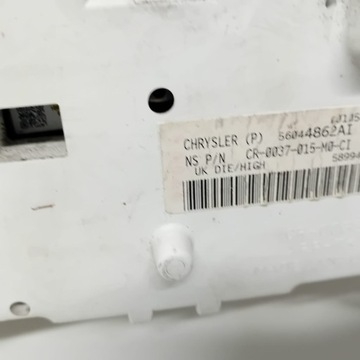 CHRYSLER (P) 56044862AI
NS P/N CR-0037-015-M0-CI
UK DIE/HIGH